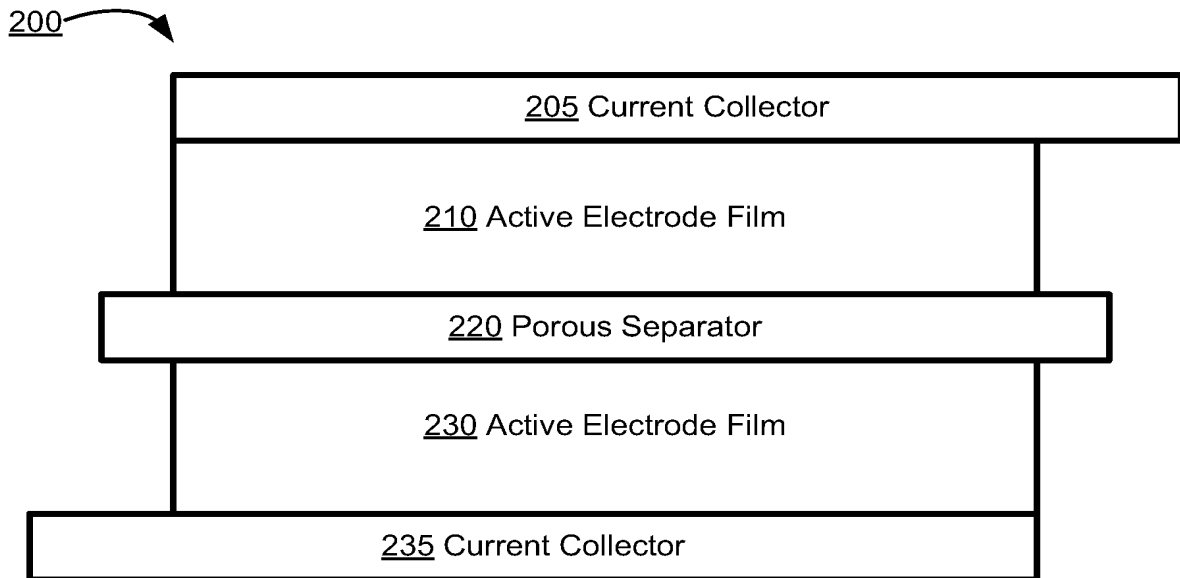 200
205 Current Collector
210 Active Electrode Film
220 Porous Separator
230 Active Electrode Film
235 Current Collector